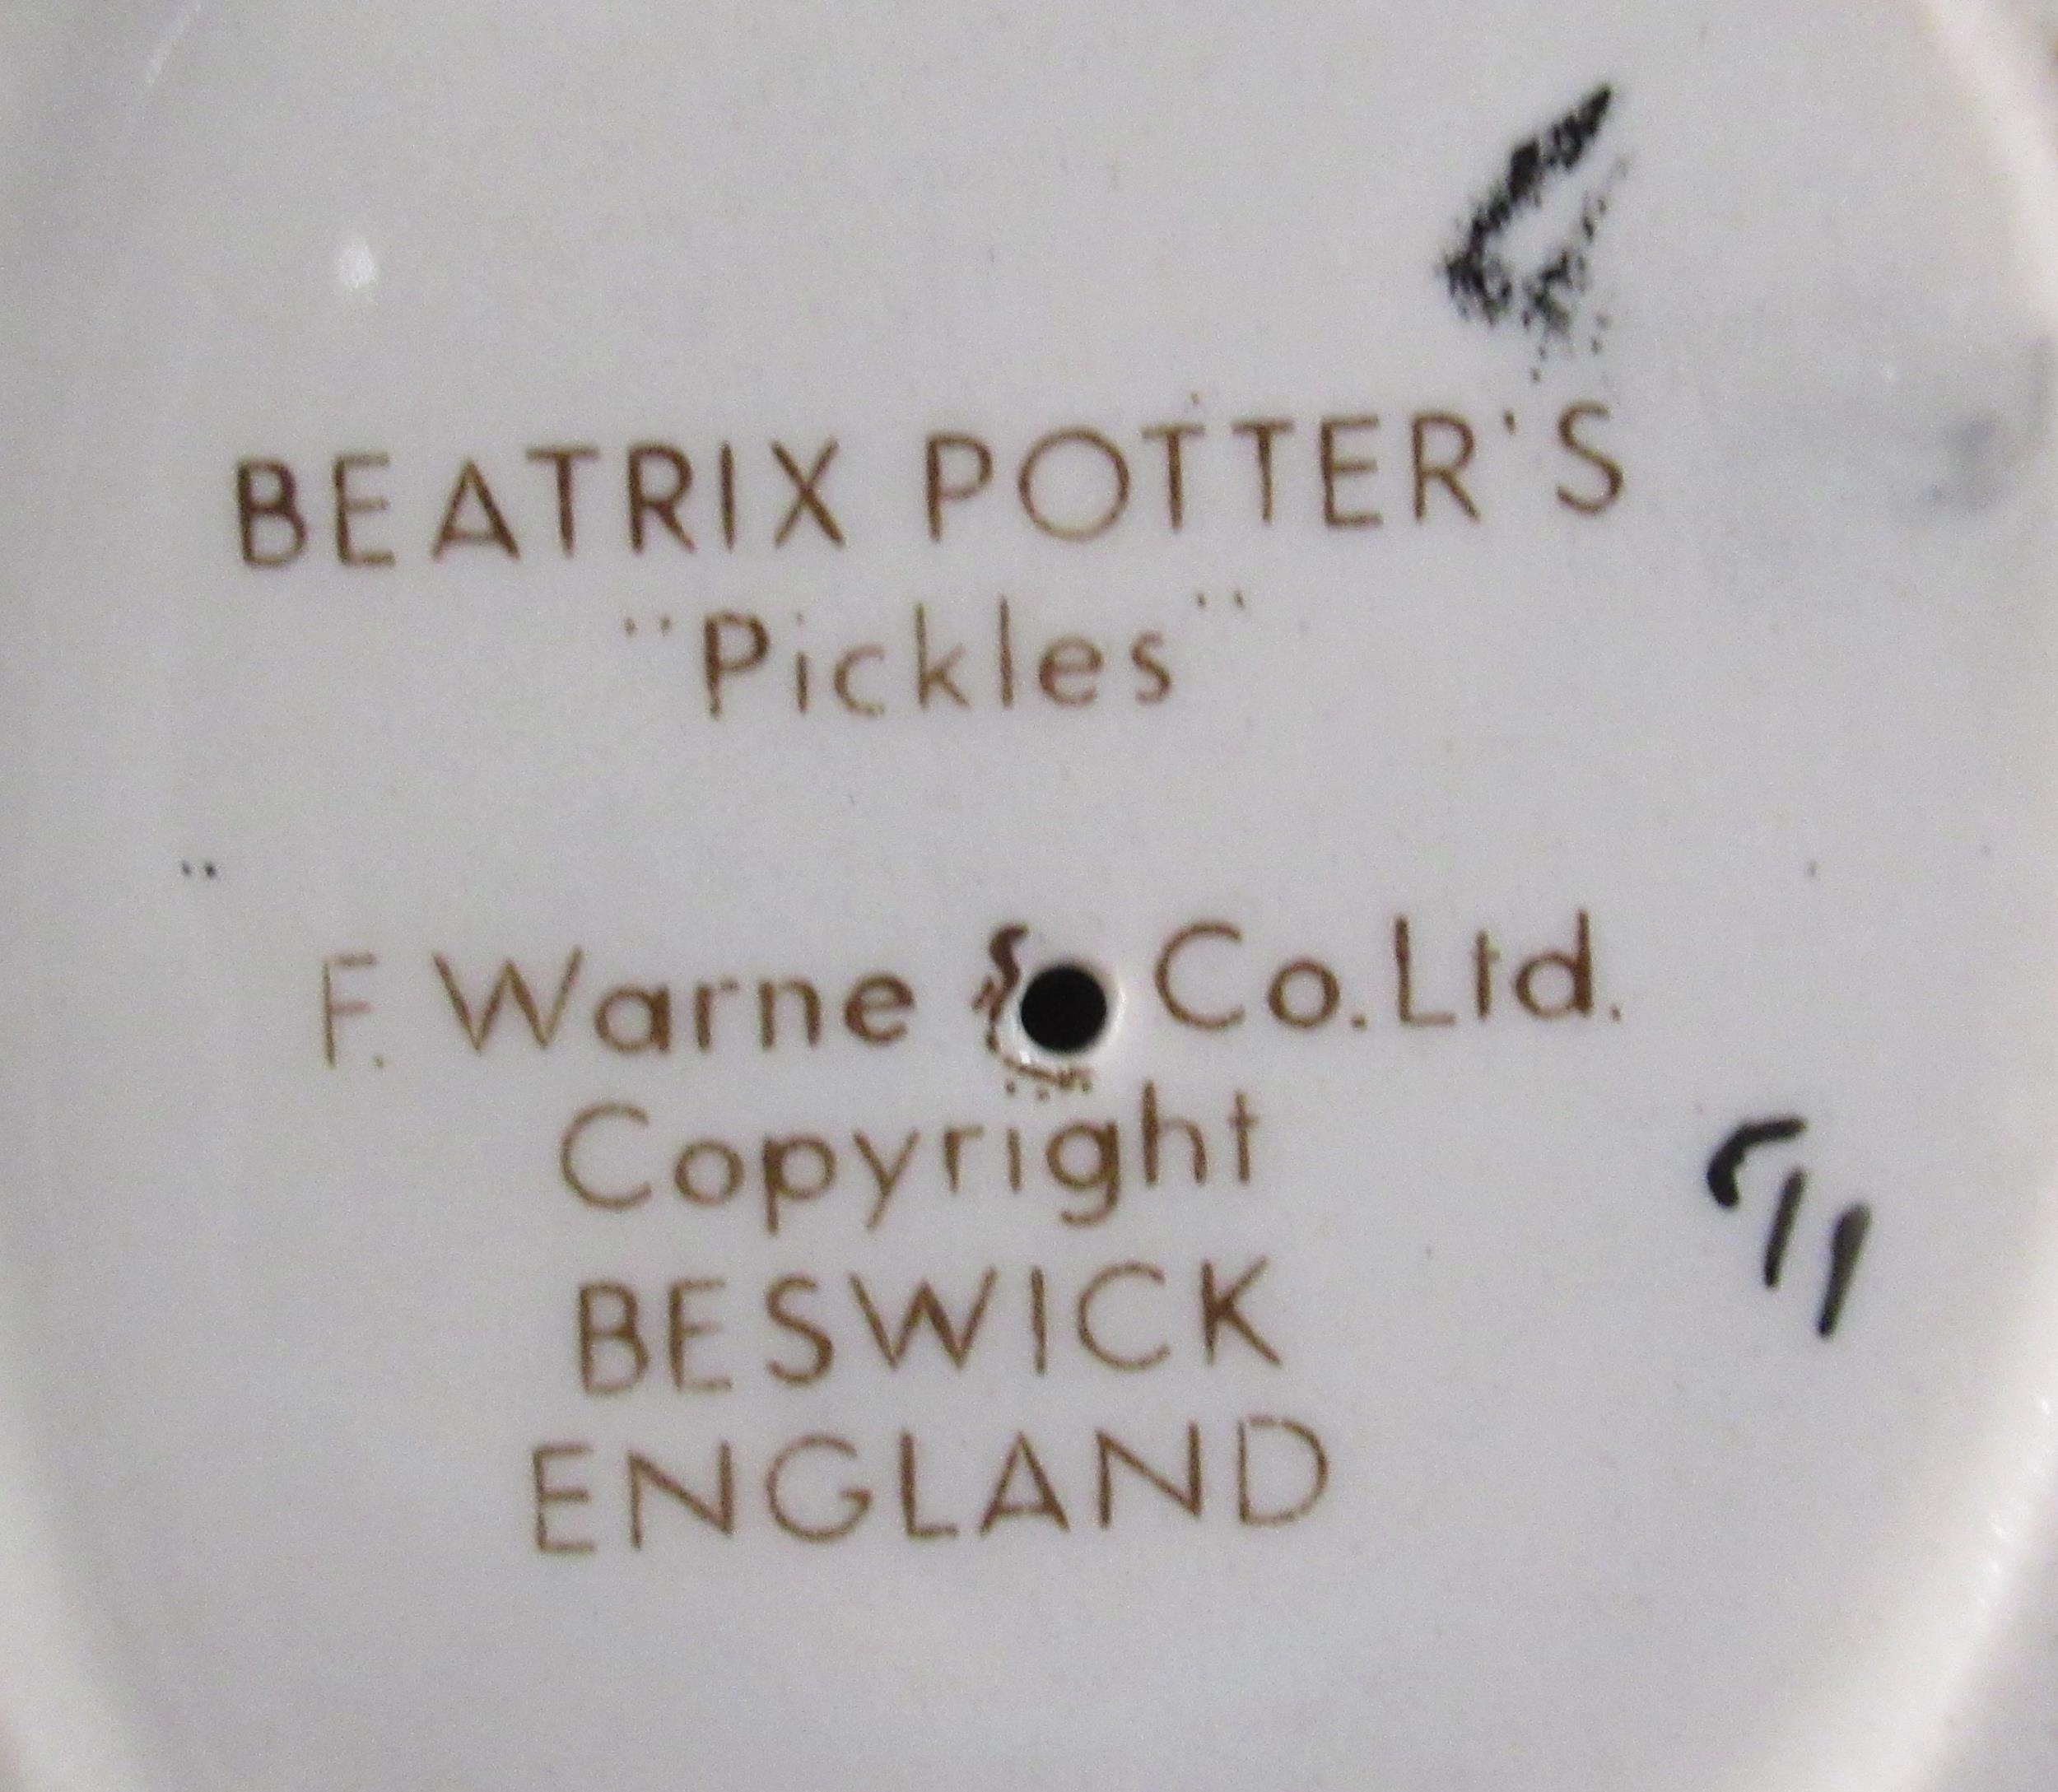 BEATRIX POTTER'S
"Pickles"
F. Warne & Co. Ltd.
Copyright
BESWICK
ENGLAND